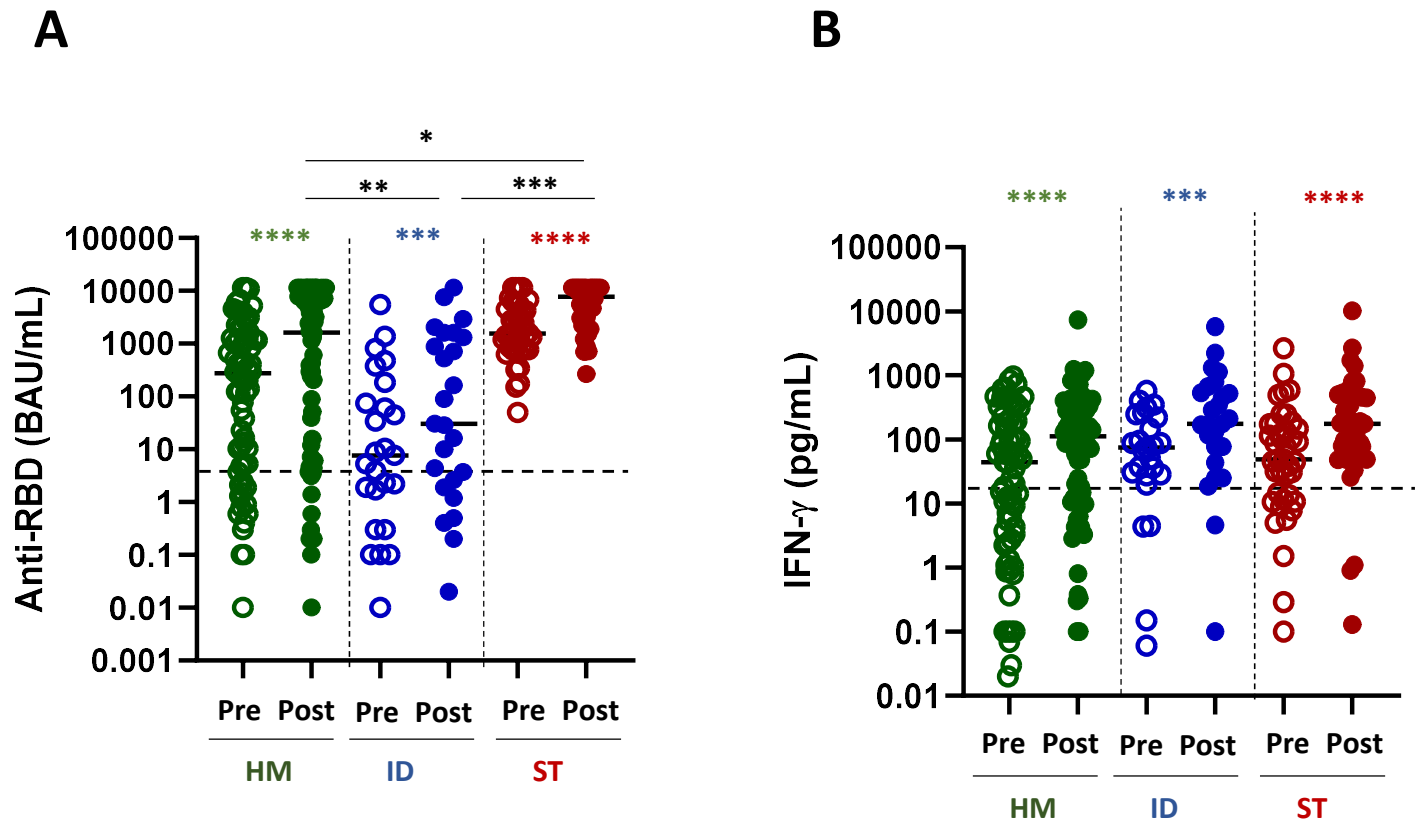 A
B
*
** ***
**** *** ****
**** *** ****
Anti-RBD (BAU/mL)
100000
10000
1000
100
10
1
0.1
0.01
0.001
Pre Post Pre Post Pre Post
HM ID ST
IFN-γ (pg/mL)
100000
10000
1000
100
10
1
0.1
0.01
Pre Post Pre Post Pre Post
HM ID ST